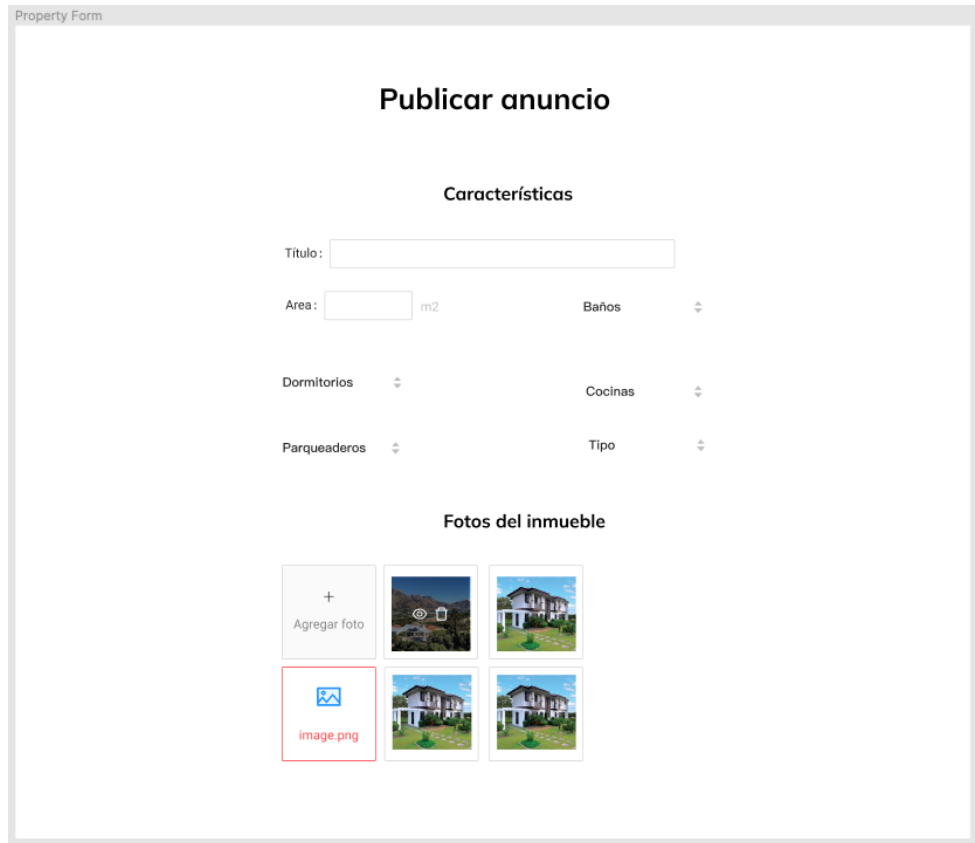 Property Form
Publicar anuncio
Características
Título :
Area :
m2
Baños
Dormitorios
Cocinas
Parqueaderos
Tipo
Fotos del inmueble
+
Agregar foto
image.png